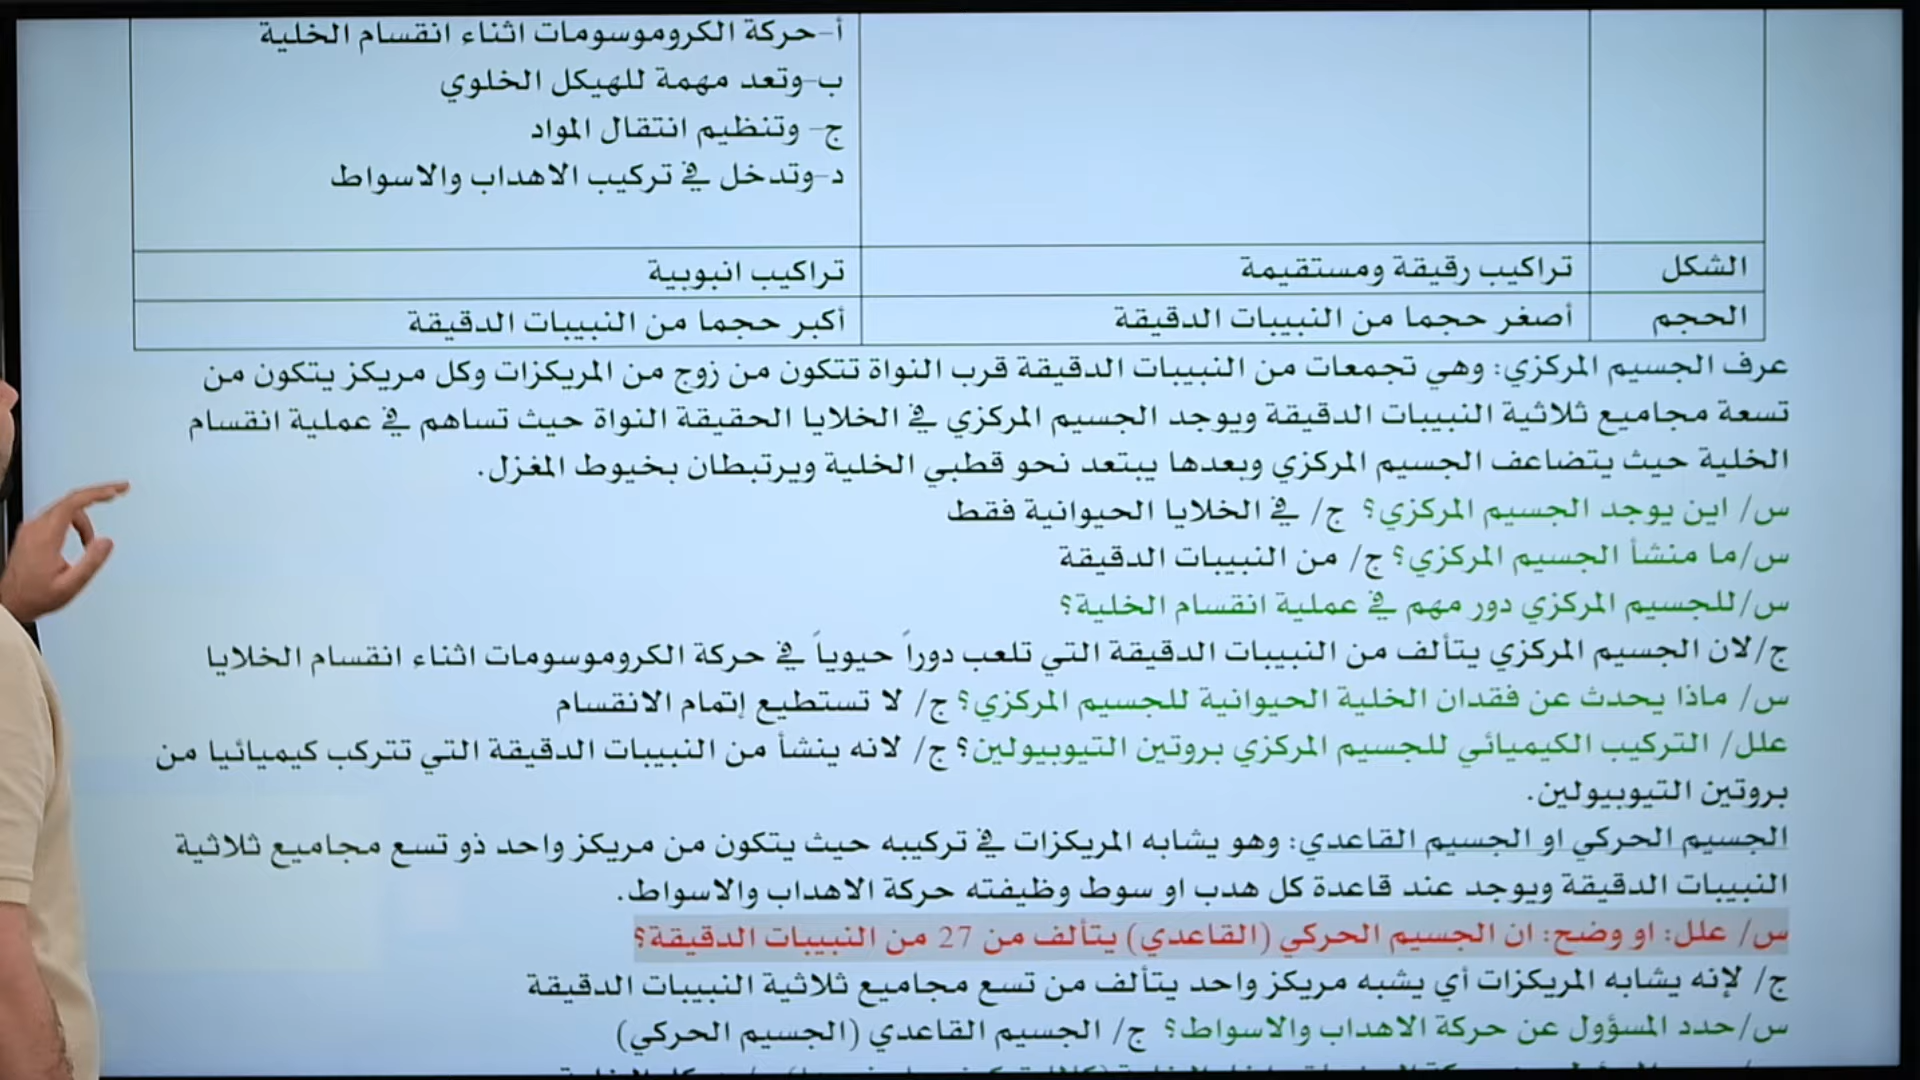 أ-حركة الكروموسومات اثناء انقسام الخلية
ب-وتعد مهمة للهيكل الخلوي
ج- وتنظيم انتقال المواد
د-وتدخل في تركيب الاهداب والاسواط
الشكل تراكيب رقيقة ومستقيمة تراكيب انبوبية
الحجم أصغر حجما من النبيبات الدقيقة أكبر حجما من النبيبات الدقيقة
عرف الجسيم المركزي: وهي تجمعات من النبيبات الدقيقة قرب النواة تتكون من زوج من المريكزات وكل مريكز يتكون من
تسعة مجاميع ثلاثية النبيبات الدقيقة ويوجد الجسيم المركزي في الخلايا الحقيقة النواة حيث تساهم في عملية انقسام
الخلية حيث يتضاعف الجسيم المركزي وبعدها يبتعد نحو قطبي الخلية ويرتبطان بخيوط المغزل.
س/ اين يوجد الجسيم المركزي؟ ج/ في الخلايا الحيوانية فقط
س/ما منشأ الجسيم المركزي؟ ج/ من النبيبات الدقيقة
س/للجسيم المركزي دور مهم في عملية انقسام الخلية؟
ج/لان الجسيم المركزي يتألف من النبيبات الدقيقة التي تلعب دوراً حيوياً في حركة الكروموسومات اثناء انقسام الخلايا
س/ ماذا يحدث عن فقدان الخلية الحيوانية للجسيم المركزي؟ ج/ لا تستطيع إتمام الانقسام
علل/ التركيب الكيميائي للجسيم المركزي بروتين التيوبيولين؟ ج/ لانه ينشأ من النبيبات الدقيقة التي تتركب كيميائيا من
بروتين التيوبيولين.
الجسيم الحركي او الجسيم القاعدي: وهو يشابه المريكزات في تركيبه حيث يتكون من مريكز واحد ذو تسع مجاميع ثلاثية
النبيبات الدقيقة ويوجد عند قاعدة كل هدب او سوط وظيفته حركة الاهداب والاسواط.
س/ علل: او وضح: ان الجسيم الحركي (القاعدي) يتألف من 27 من النبيبات الدقيقة؟
ج/ لإنه يشابه المريكزات أي يشبه مريكز واحد يتألف من تسع مجاميع ثلاثية النبيبات الدقيقة
س/حدد المسؤول عن حركة الاهداب والاسواط؟ ج/ الجسيم القاعدي (الجسيم الحركي)